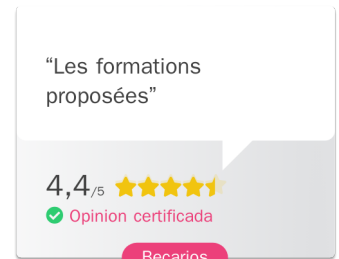 “Les formations
proposées”
4,4/5
Opinion certificada
Becarios